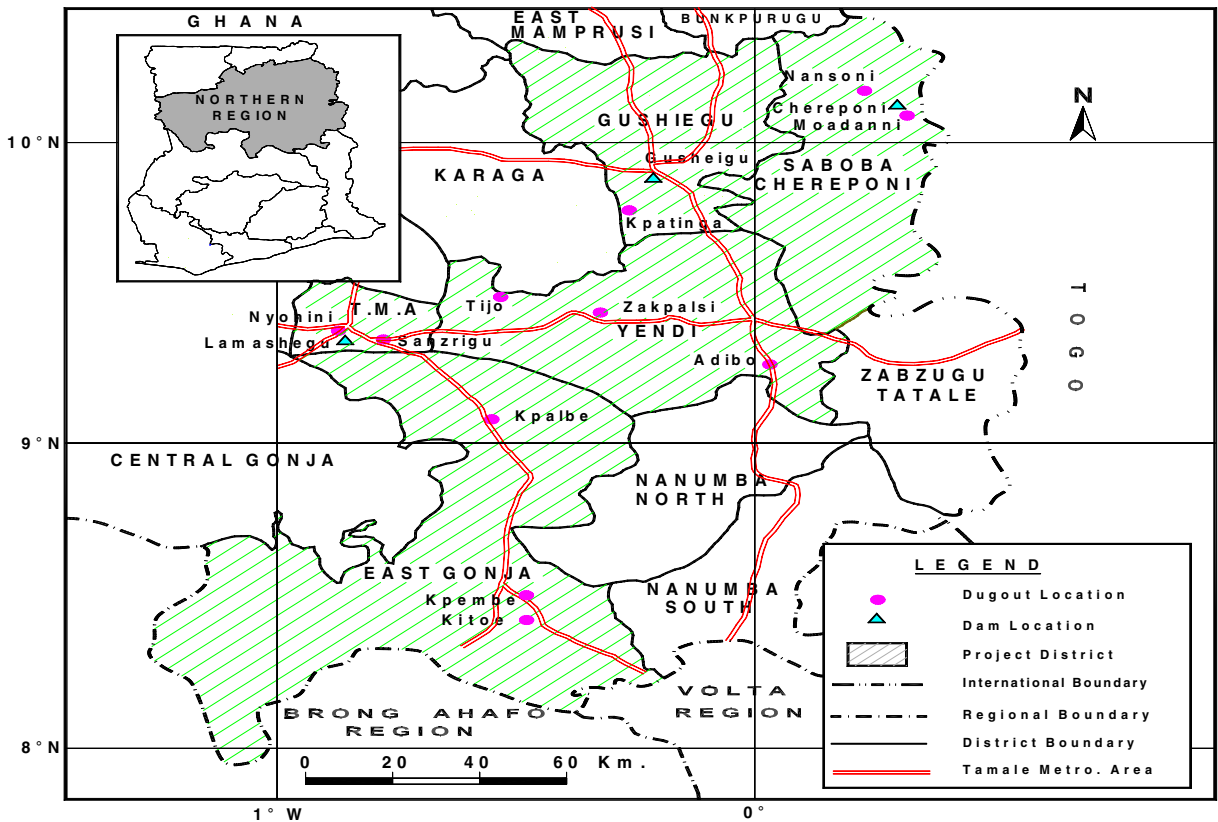 GHANA
EAST
MAMPRUSI
BUNKPURUGU
NORTHERN
REGION
Nansoni
Chereponi
Moadanni
N
10°N
GUSHIEGU
Gusheigu
SABOBA
CHEREPONI
KARAGA
Kpatinga
TOGO
Tijo
Zakpalsi
T.M.A
Nyohini
YENDI
Lamashegu
Sanzrigu
Adibo
ZABZUGU
TATALE
Kpalbe
9°N
CENTRAL GONJA
NANUMBA
NORTH
EAST GONJA
Kpembe
Kitoe
NANUMBA
SOUTH
VOLTA
REGION
BRONG AHAFO
REGION
8°N
0 20 40 60 Km.
1°W
0°
LEGEND
Dugout Location
Dam Location
Project District
International Boundary
Regional Boundary
District Boundary
Tamale Metro. Area